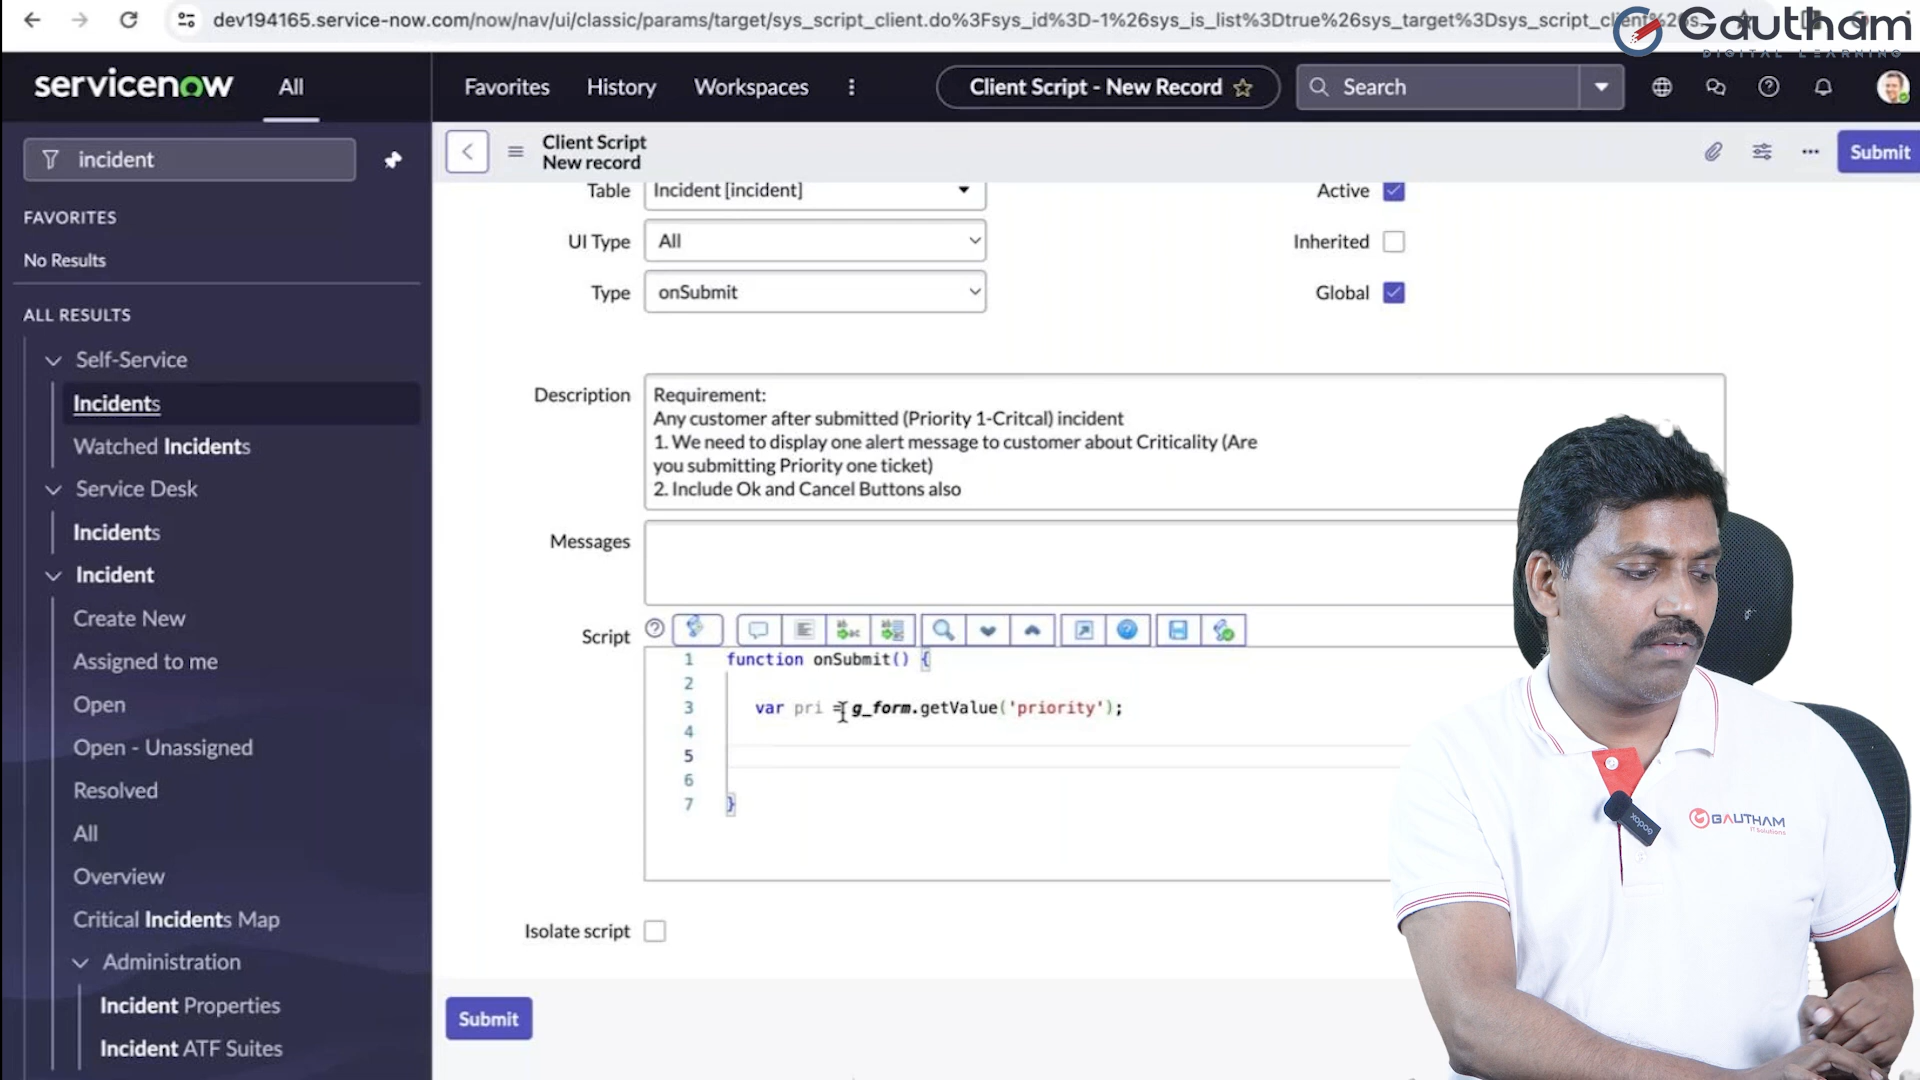 dev194165.service-now.com/now/nav/ui/classic/params/target/sys_script_client.do%3Fsys_id%3D-1%26sys_is_list%3Dtrue%26sys_target%3Dsys_script_client%26s...
Gautham
DIGITAL LEARNING
servicenow
All
Favorites
History
Workspaces
Client Script - New Record
Search
incident
Client Script
New record
Submit
FAVORITES
No Results
ALL RESULTS
Self-Service
Incidents
Watched Incidents
Service Desk
Incidents
Incident
Create New
Assigned to me
Open
Open - Unassigned
Resolved
All
Overview
Critical Incidents Map
Administration
Incident Properties
Incident ATF Suites
Table
Incident [incident]
Active
UI Type
All
Inherited
Type
onSubmit
Global
Description
Requirement:
Any customer after submitted (Priority 1-Critcal) incident
1. We need to display one alert message to customer about Criticality (Are
you submitting Priority one ticket)
2. Include Ok and Cancel Buttons also
Messages
Script
1 function onSubmit() {
2
3 var pri = g_form.getValue('priority');
4
5
6
7 }
Isolate script
Submit
GAUTHAM
IT Solutions